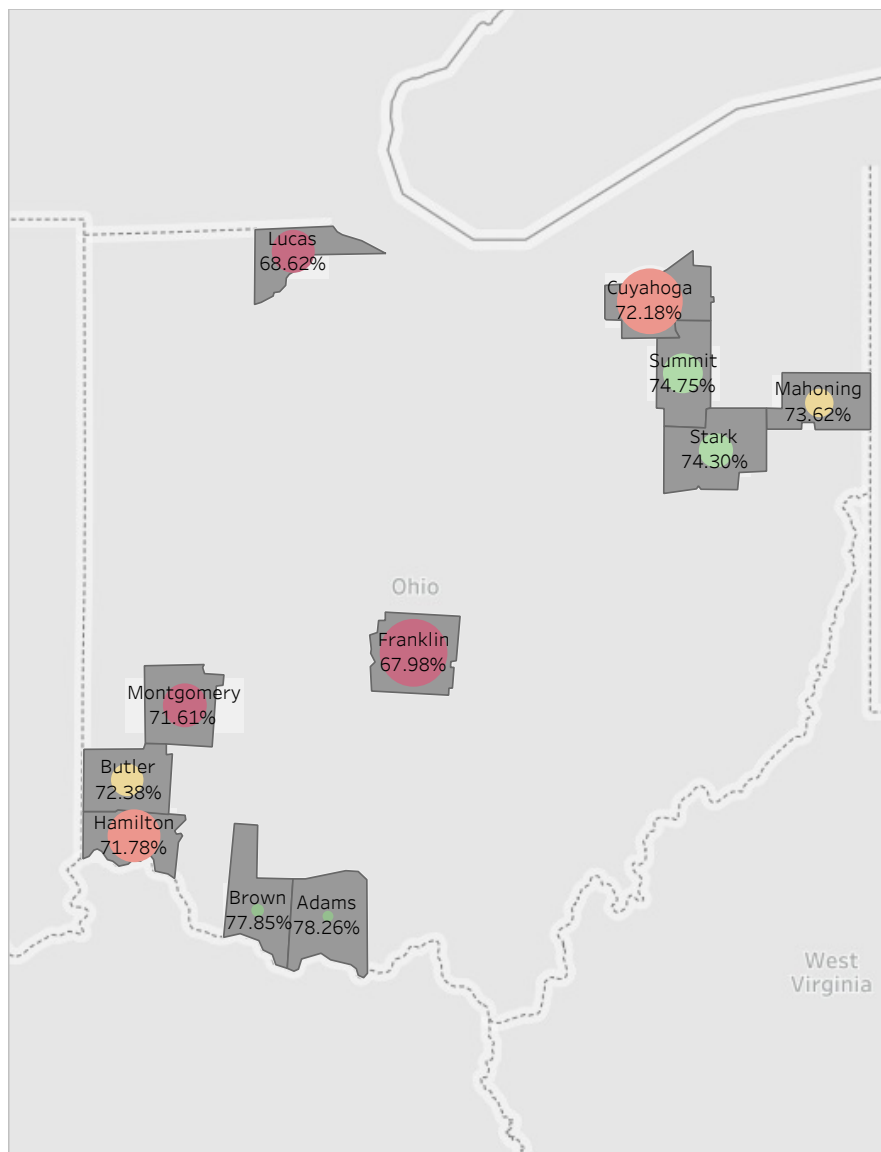 Lucas
68.62%
Cuyahoga
72.18%
Summit
74.75%
Mahoning
73.62%
Stark
74.30%
Ohio
Franklin
67.98%
Montgomery
71.61%
Butler
72.38%
Hamilton
71.78%
Brown
77.85%
Adams
78.26%
West
Virginia